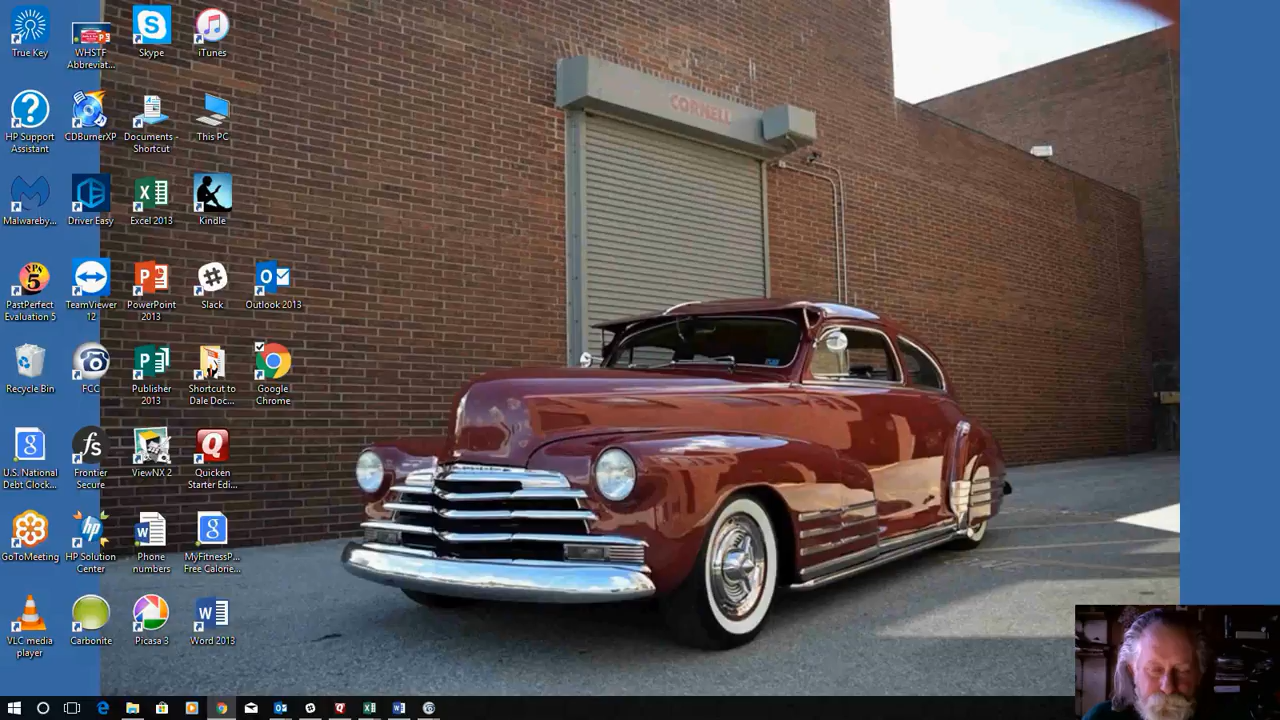 True Key
WHSTF
Abbreviat...
Skype
iTunes
HP Support
Assistant
CDBurnerXP
Documents -
Shortcut
This PC
Malwareby...
Driver Easy
Excel 2013
Kindle
PastPerfect
Evaluation 5
TeamViewer
12
PowerPoint
2013
Slack
Outlook 2013
Recycle Bin
FCC
Publisher
2013
Shortcut to
Dale Doc...
Google
Chrome
U.S. National
Debt Clock...
Frontier
Secure
ViewNX 2
Quicken
Starter Edi...
GoToMeeting
HP Solution
Center
Phone
numbers
MyFitnessP...
Free Calorie...
VLC media
player
Carbonite
Picasa 3
Word 2013
CORNELL